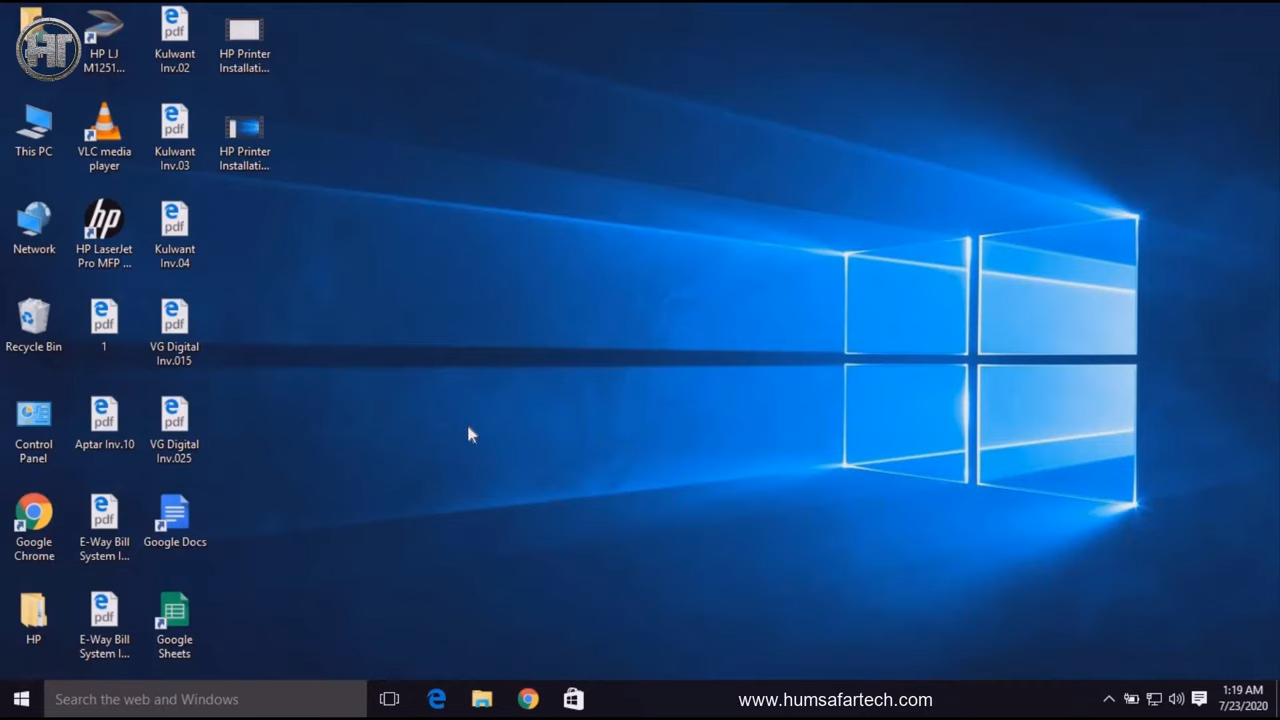 HT
HP LJ
M1251...
Kulwant
Inv.02
HP Printer
Installati...
This PC
VLC media
player
Kulwant
Inv.03
HP Printer
Installati...
Network
HP LaserJet
Pro MFP ...
Kulwant
Inv.04
Recycle Bin
1
VG Digital
Inv.015
Control
Panel
Aptar Inv.10
VG Digital
Inv.025
Google
Chrome
E-Way Bill
System I...
Google Docs
HP
E-Way Bill
System I...
Google
Sheets
Search the web and Windows
www.humsafartech.com
1:19 AM
7/23/2020